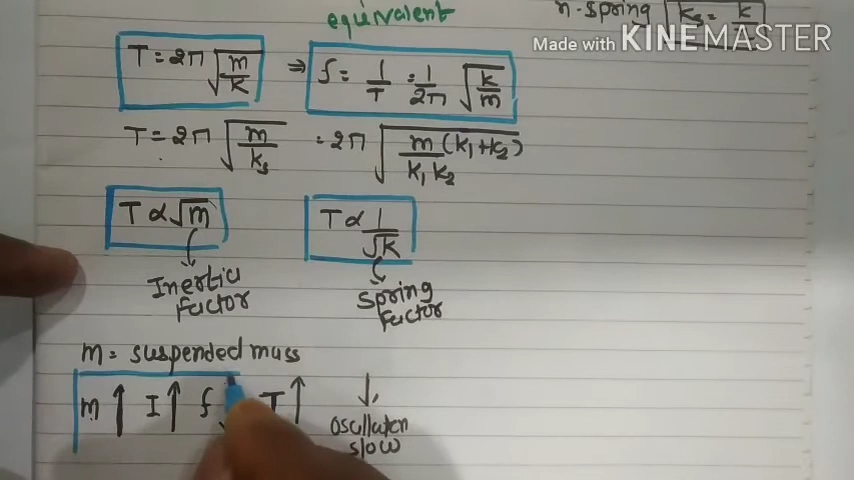 equivalent
n-spring ks = k
Made with KINEMASTER
T = 2π √m/k ⇒ f = 1/T = 1/2π √k/m
T = 2π √m/ks = 2π √m(k1+k2)/k1k2
T ∝ √m
T ∝ 1/√k
Inertia
factor
Spring
factor
m = suspended mass
m ↑ I ↑ f T ↑ ↓
Oscillation
slow